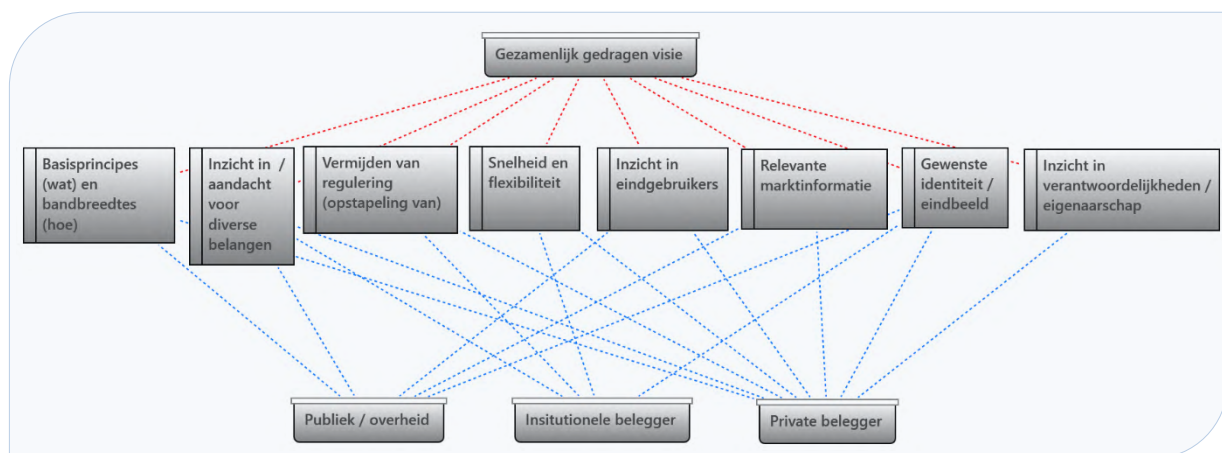 Gezamenlijk gedragen visie
Basisprincipes
(wat) en
bandbreedtes
(hoe)
Inzicht in /
aandacht
voor
diverse
belangen
Vermijden van
regulering
(opstapeling van)
Snelheid en
flexibiliteit
Inzicht in
eindgebruikers
Relevante
marktinformatie
Gewenste
identiteit /
eindbeeld
Inzicht in
verantwoordelijkheden /
eigenaarschap
Publiek / overheid
Insitutionele belegger
Private belegger